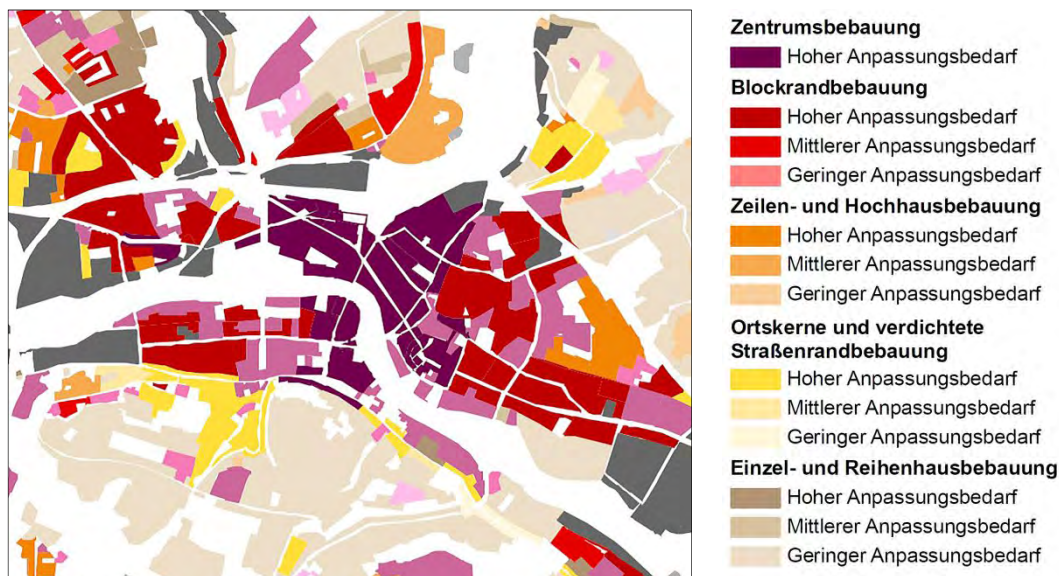 Zentrumsbebauung
Hoher Anpassungsbedarf
Blockrandbebauung
Hoher Anpassungsbedarf
Mittlerer Anpassungsbedarf
Geringer Anpassungsbedarf
Zeilen- und Hochhausbebauung
Hoher Anpassungsbedarf
Mittlerer Anpassungsbedarf
Geringer Anpassungsbedarf
Ortskerne und verdichtete
Straßenrandbebauung
Hoher Anpassungsbedarf
Mittlerer Anpassungsbedarf
Geringer Anpassungsbedarf
Einzel- und Reihenhausbebauung
Hoher Anpassungsbedarf
Mittlerer Anpassungsbedarf
Geringer Anpassungsbedarf